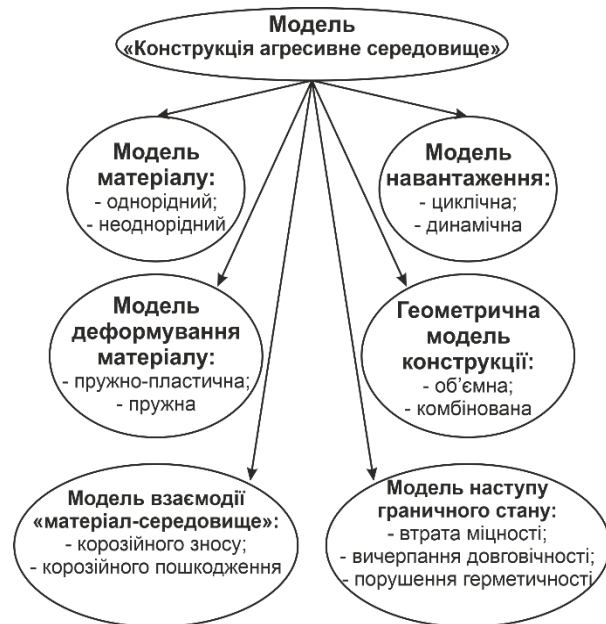 Модель
«Конструкція агресивне середовище»
Модель
матеріалу:
- однорідний;
- неоднорідний
Модель
навантаження:
- циклічна;
- динамічна
Модель
деформування
матеріалу:
- пружно-пластична;
- пружна
Геометрична
модель
конструкції:
- об’ємна;
- комбінована
Модель взаємодії
«матеріал-середовище»:
- корозійного зносу;
- корозійного пошкодження
Модель наступу
граничного стану:
- втрата міцності;
- вичерпання довговічності;
- порушення герметичності